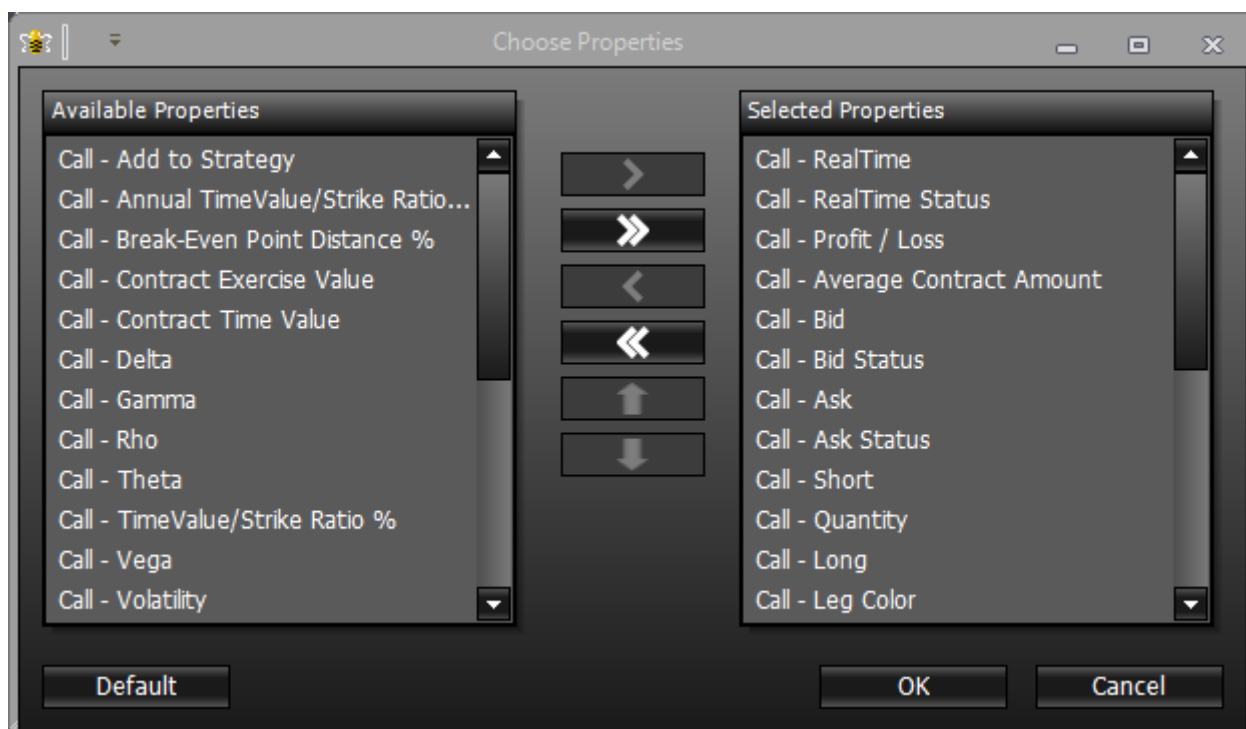 Choose Properties
Available Properties
Call - Add to Strategy
Call - Annual TimeValue/Strike Ratio...
Call - Break-Even Point Distance %
Call - Contract Exercise Value
Call - Contract Time Value
Call - Delta
Call - Gamma
Call - Rho
Call - Theta
Call - TimeValue/Strike Ratio %
Call - Vega
Call - Volatility
Selected Properties
Call - RealTime
Call - RealTime Status
Call - Profit / Loss
Call - Average Contract Amount
Call - Bid
Call - Bid Status
Call - Ask
Call - Ask Status
Call - Short
Call - Quantity
Call - Long
Call - Leg Color
Default
OK
Cancel